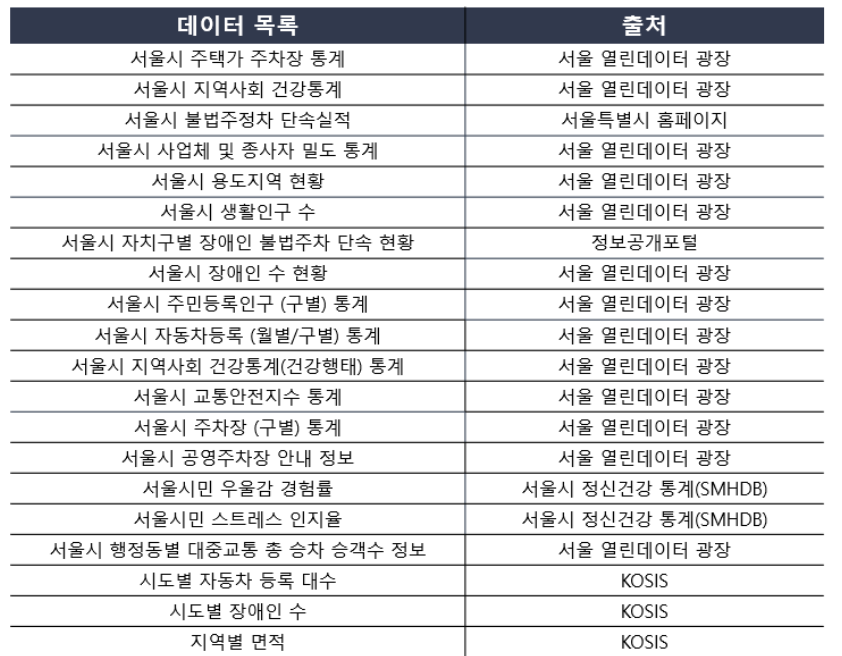 데이터 목록 출처
서울시 주택가 주차장 통계 서울 열린데이터 광장
서울시 지역사회 건강통계 서울 열린데이터 광장
서울시 불법주정차 단속실적 서울특별시 홈페이지
서울시 사업체 및 종사자 밀도 통계 서울 열린데이터 광장
서울시 용도지역 현황 서울 열린데이터 광장
서울시 생활인구 수 서울 열린데이터 광장
서울시 자치구별 장애인 불법주차 단속 현황 정보공개포털
서울시 장애인 수 현황 서울 열린데이터 광장
서울시 주민등록인구 (구별) 통계 서울 열린데이터 광장
서울시 자동차등록 (월별/구별) 통계 서울 열린데이터 광장
서울시 지역사회 건강통계(건강행태) 통계 서울 열린데이터 광장
서울시 교통안전지수 통계 서울 열린데이터 광장
서울시 주차장 (구별) 통계 서울 열린데이터 광장
서울시 공영주차장 안내 정보 서울 열린데이터 광장
서울시민 우울감 경험률 서울시 정신건강 통계(SMHDB)
서울시민 스트레스 인지율 서울시 정신건강 통계(SMHDB)
서울시 행정동별 대중교통 총 승차 승객수 정보 서울 열린데이터 광장
시도별 자동차 등록 대수 KOSIS
시도별 장애인 수 KOSIS
지역별 면적 KOSIS